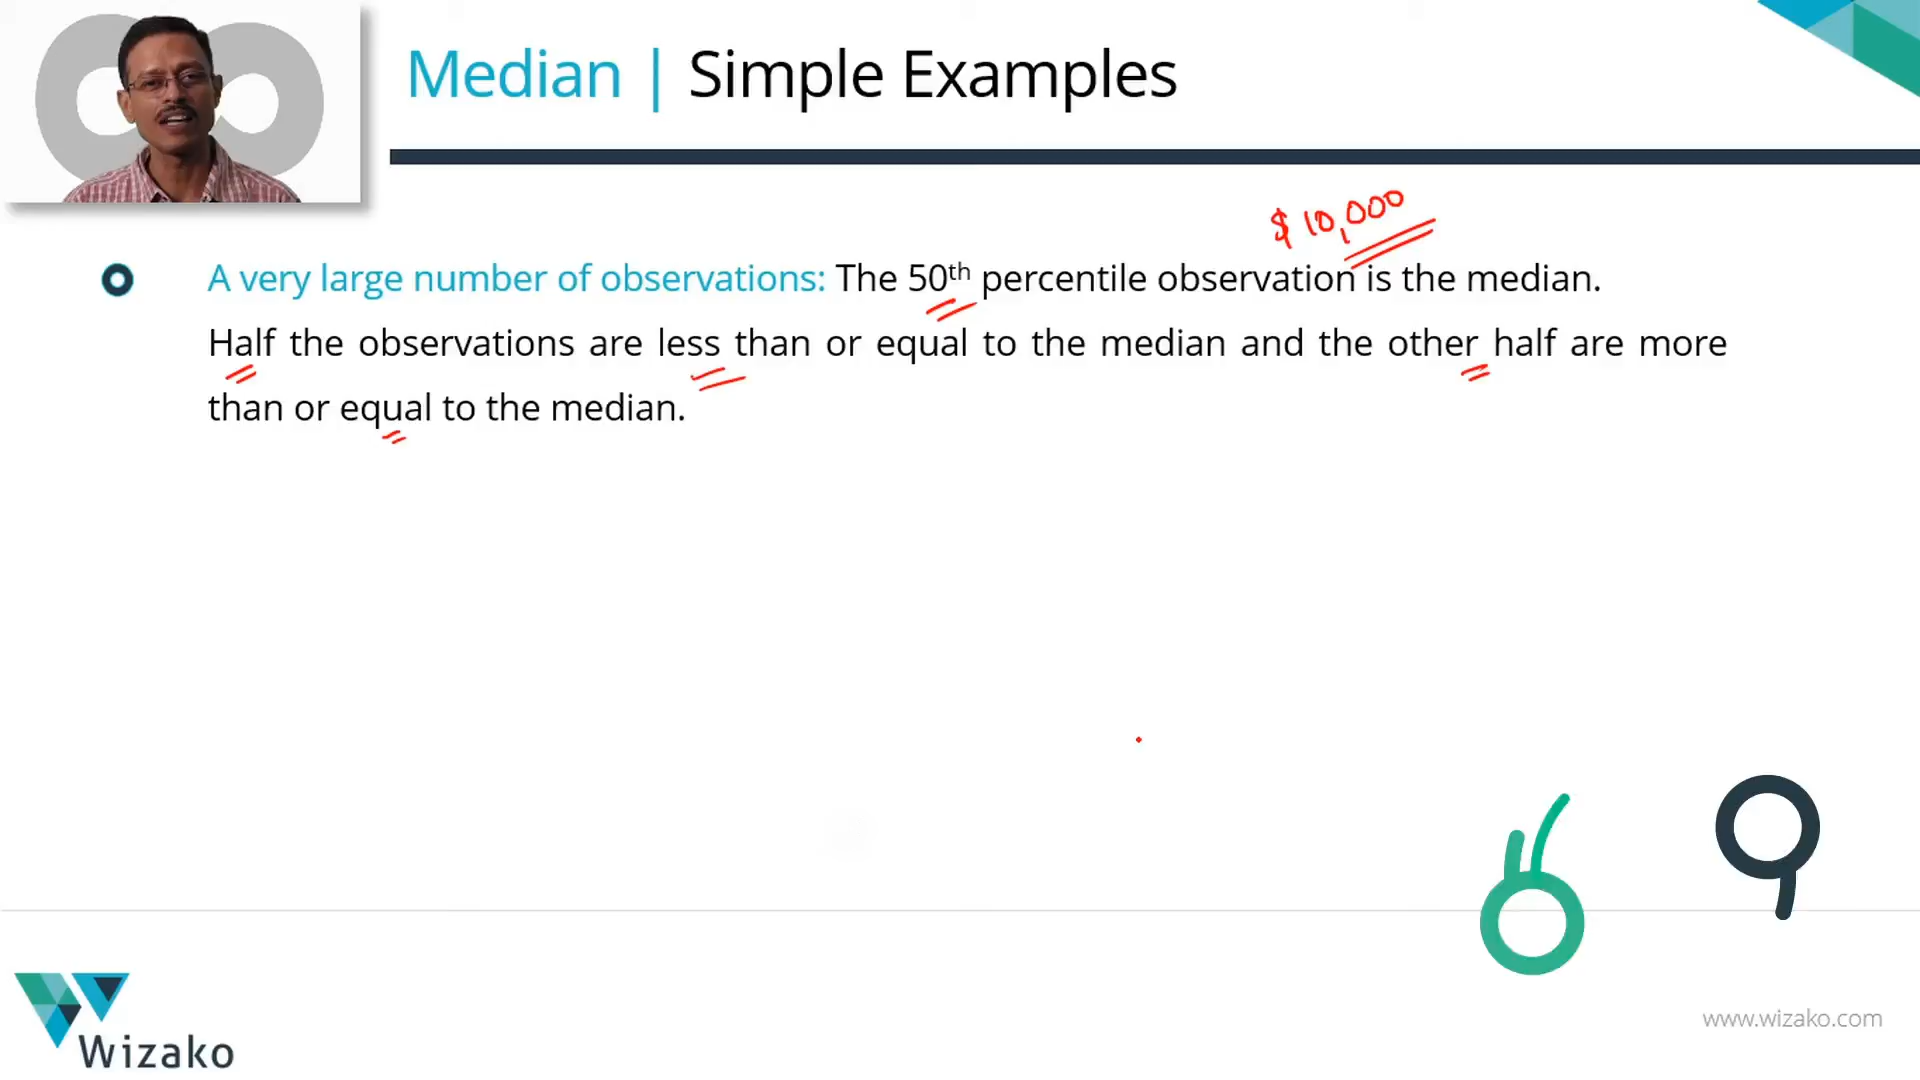 Median | Simple Examples
$ 10,000
A very large number of observations: The 50th percentile observation is the median.
Half the observations are less than or equal to the median and the other half are more
than or equal to the median.
Wizako
www.wizako.com